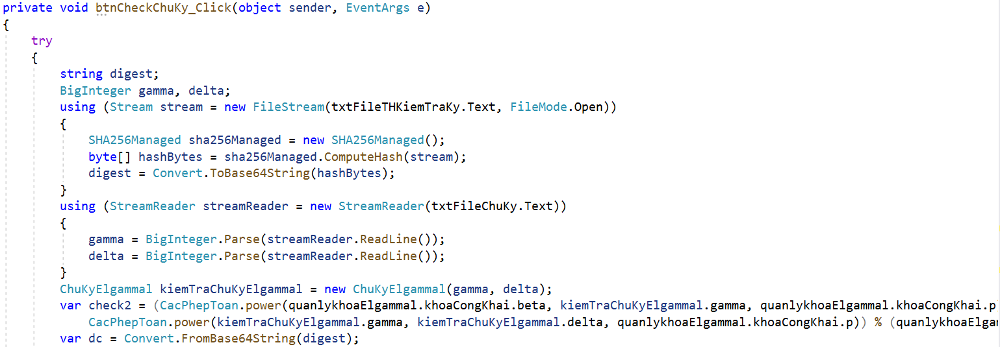 private void btnCheckChuKy_Click(object sender, EventArgs e)
{
try
{
string digest;
BigInteger gamma, delta;
using (Stream stream = new FileStream(txtFileTHKiemTraKy.Text, FileMode.Open))
{
SHA256Managed sha256Managed = new SHA256Managed();
byte[] hashBytes = sha256Managed.ComputeHash(stream);
digest = Convert.ToBase64String(hashBytes);
}
using (StreamReader streamReader = new StreamReader(txtFileChuKy.Text))
{
gamma = BigInteger.Parse(streamReader.ReadLine());
delta = BigInteger.Parse(streamReader.ReadLine());
}
ChuKyElgammal kiemTraChuKyElgammal = new ChuKyElgammal(gamma, delta);
var check2 = (CacPhepToan.power(quanlykhoaElgammal.khoaCongKhai.beta, kiemTraChuKyElgammal.gamma, quanlykhoaElgammal.khoaCongKhai.p
CacPhepToan.power(kiemTraChuKyElgammal.gamma, kiemTraChuKyElgammal.delta, quanlykhoaElgammal.khoaCongKhai.p)) % (quanlykhoaElgam
var dc = Convert.FromBase64String(digest);